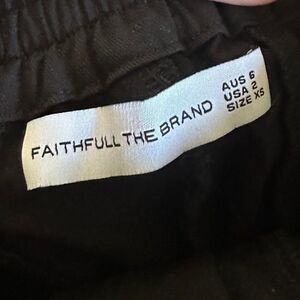 FAITHFULL THE BRAND
AUS 6
USA 2
SIZE XS